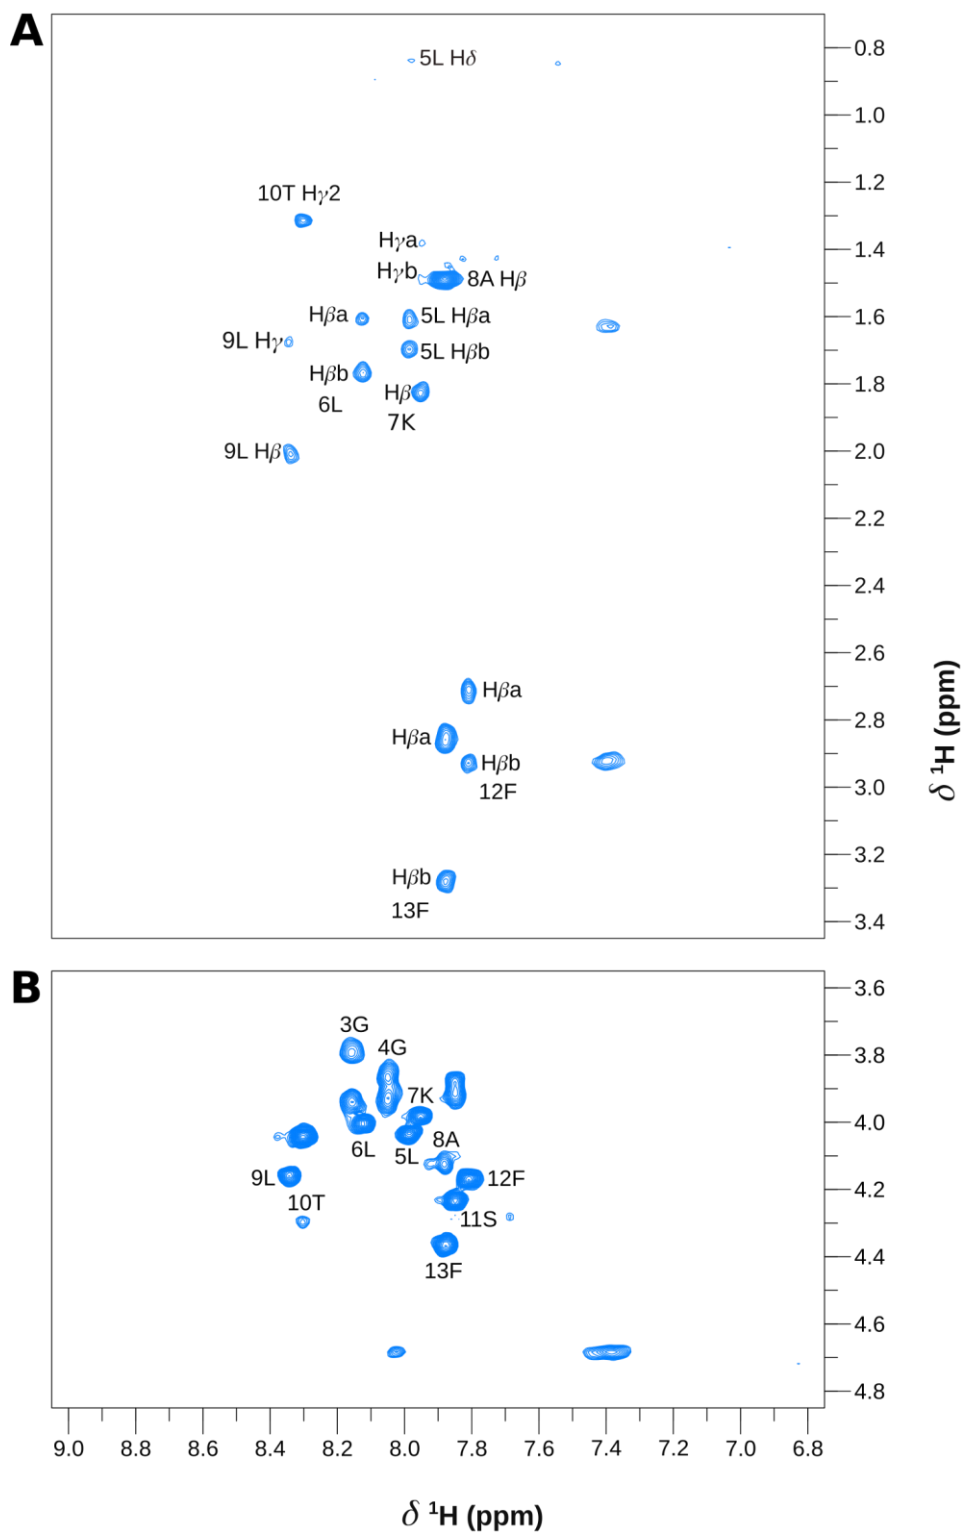 A
5L Hδ
0.8
1.0
10T Hγ2
1.2
Hγa
1.4
Hγb
8A Hβ
Hβa
5L Hβa
1.6
9L Hγ
5L Hβb
Hβb
6L
Hβ
1.8
7K
9L Hβ
2.0
2.2
2.4
2.6
Hβa
Hβa
2.8
Hβb
12F
3.0
3.2
Hβb
13F
3.4
δ ¹H (ppm)
B
3.6
3G
4G
3.8
7K
4.0
6L
5L
8A
9L
12F
4.2
10T
11S
13F
4.4
4.6
4.8
9.0 8.8 8.6 8.4 8.2 8.0 7.8 7.6 7.4 7.2 7.0 6.8
δ ¹H (ppm)